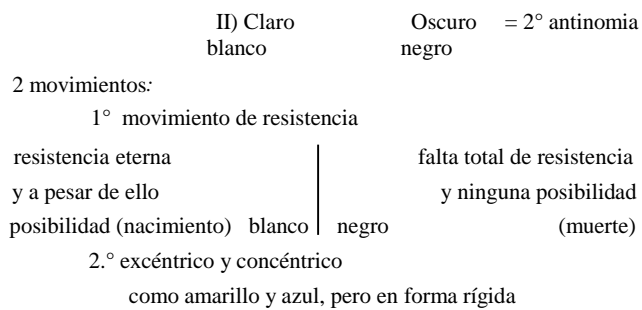 II) Claro Oscuro = 2° antinomia
blanco negro
2 movimientos:
1° movimiento de resistencia
resistencia eterna falta total de resistencia
y a pesar de ello y ninguna posibilidad
posibilidad (nacimiento) blanco negro (muerte)
2.° excéntrico y concéntrico
como amarillo y azul, pero en forma rígida